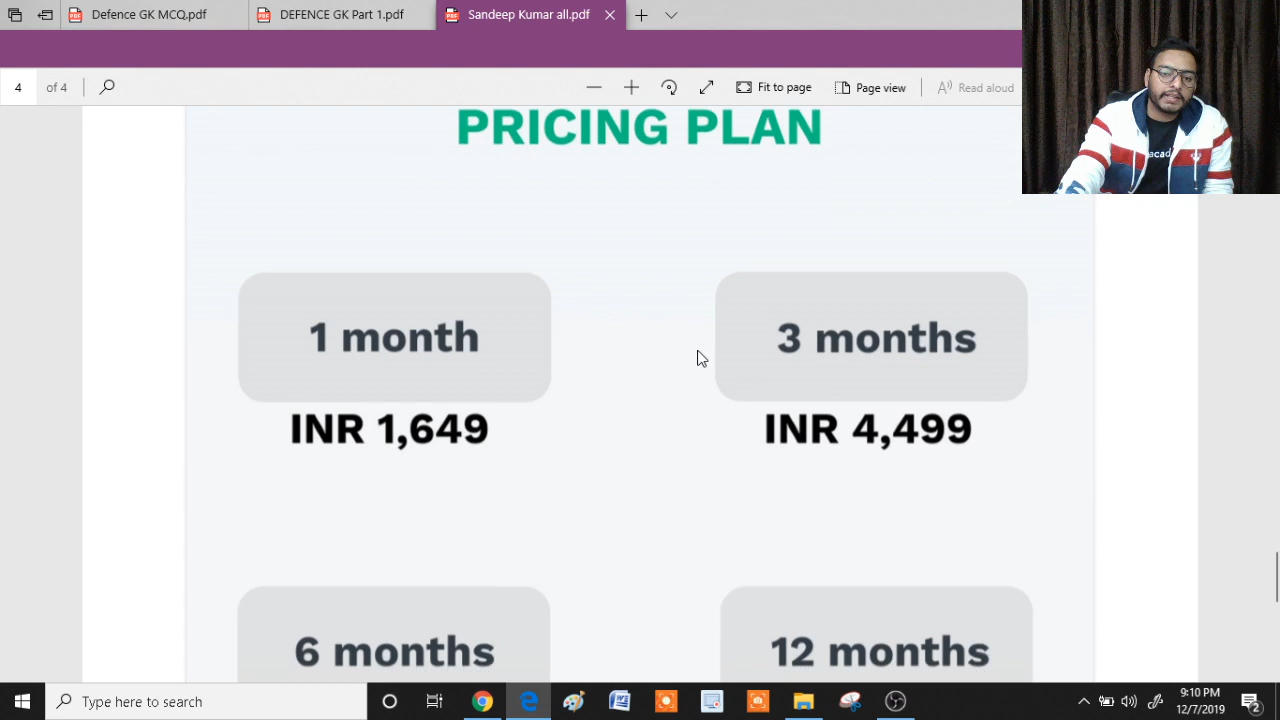 Defence GK MCQ.pdf
DEFENCE GK Part 1.pdf
Sandeep Kumar all.pdf
4 of 4
Fit to page
Page view
Read aloud
PRICING PLAN
acad
1 month
3 months
INR 1,649
INR 4,499
6 months
12 months
Type here to search
9:10 PM
12/7/2019
2